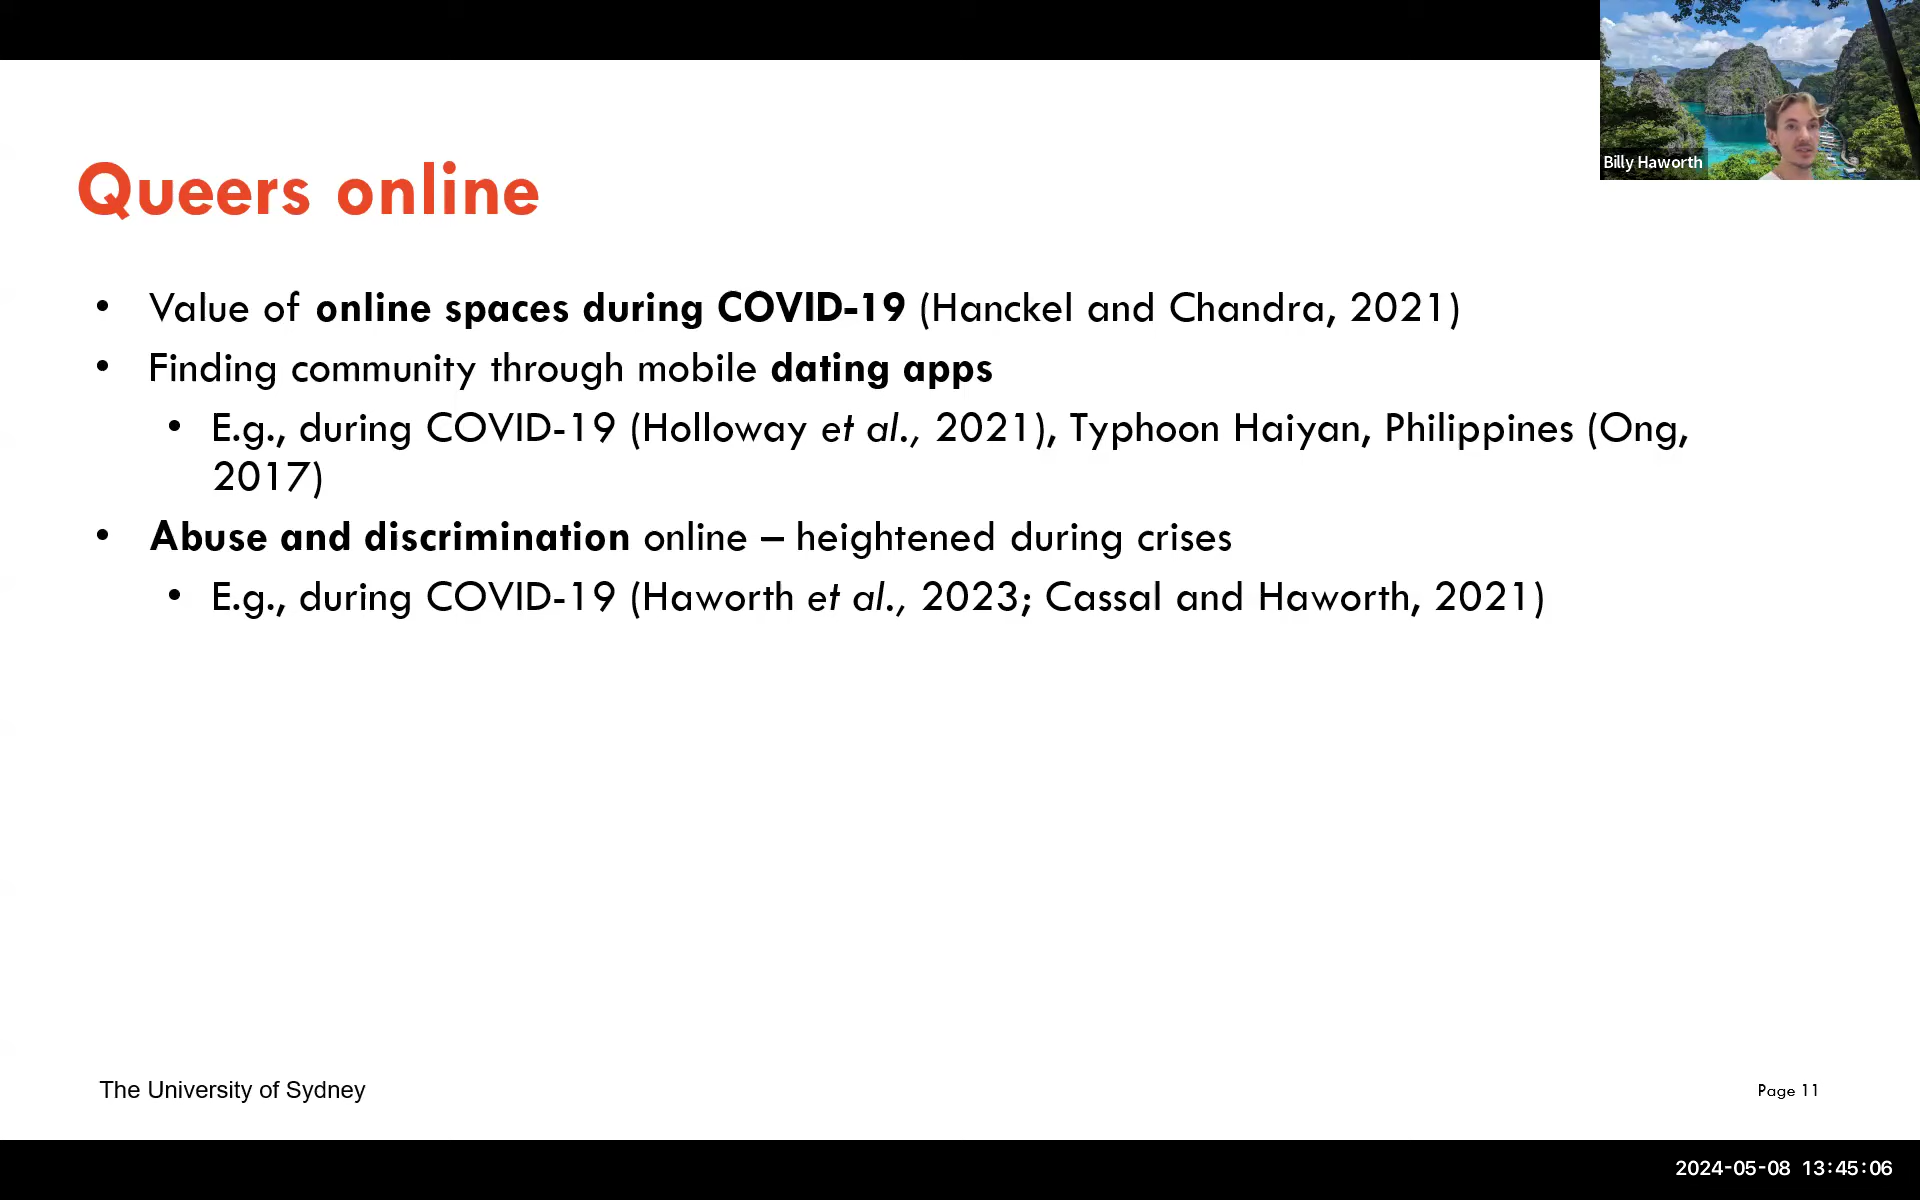 Billy Haworth
Queers online
• Value of online spaces during COVID-19 (Hanckel and Chandra, 2021)
• Finding community through mobile dating apps
• E.g., during COVID-19 (Holloway et al., 2021), Typhoon Haiyan, Philippines (Ong,
2017)
• Abuse and discrimination online – heightened during crises
• E.g., during COVID-19 (Haworth et al., 2023; Cassal and Haworth, 2021)
The University of Sydney
Page 11
2024-05-08 13:45:06